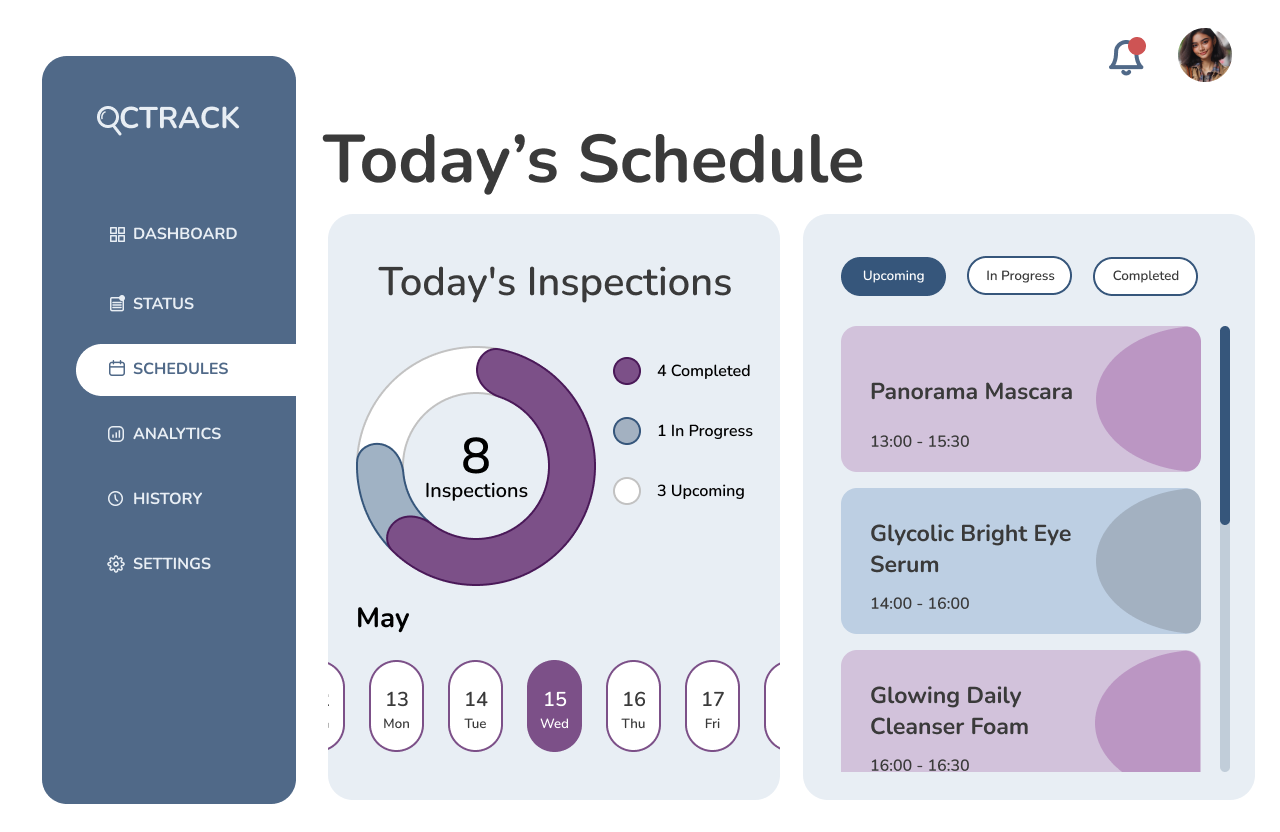 QCTRACK
DASHBOARD
STATUS
SCHEDULES
ANALYTICS
HISTORY
SETTINGS
Today’s Schedule
Today's Inspections
8
Inspections
4 Completed
1 In Progress
3 Upcoming
May
13
Mon
14
Tue
15
Wed
16
Thu
17
Fri
Upcoming
In Progress
Completed
Panorama Mascara
13:00 - 15:30
Glycolic Bright Eye
Serum
14:00 - 16:00
Glowing Daily
Cleanser Foam
16:00 - 16:30